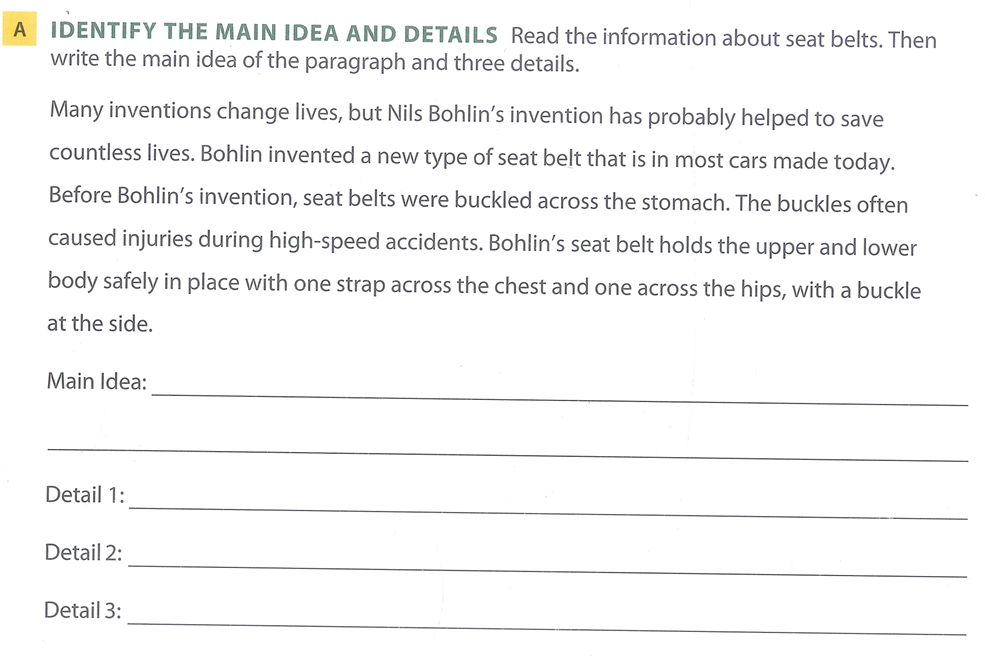 A IDENTIFY THE MAIN IDEA AND DETAILS Read the information about seat belts. Then
write the main idea of the paragraph and three details.
Many inventions change lives, but Nils Bohlin's invention has probably helped to save
countless lives. Bohlin invented a new type of seat belt that is in most cars made today.
Before Bohlin's invention, seat belts were buckled across the stomach. The buckles often
caused injuries during high-speed accidents. Bohlin's seat belt holds the upper and lower
body safely in place with one strap across the chest and one across the hips, with a buckle
at the side.
Main Idea:
Detail 1:
Detail 2:
Detail 3: